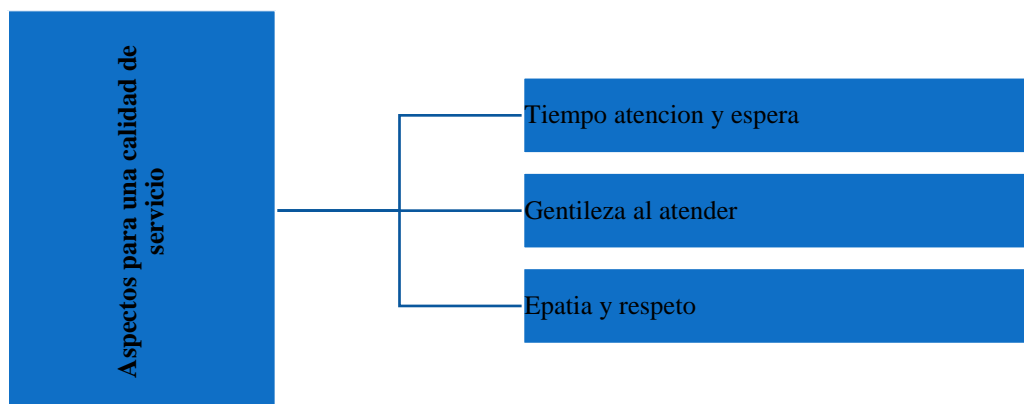 Aspectos para una calidad de
servicio
Tiempo atencion y espera
Gentileza al atender
Epatia y respeto